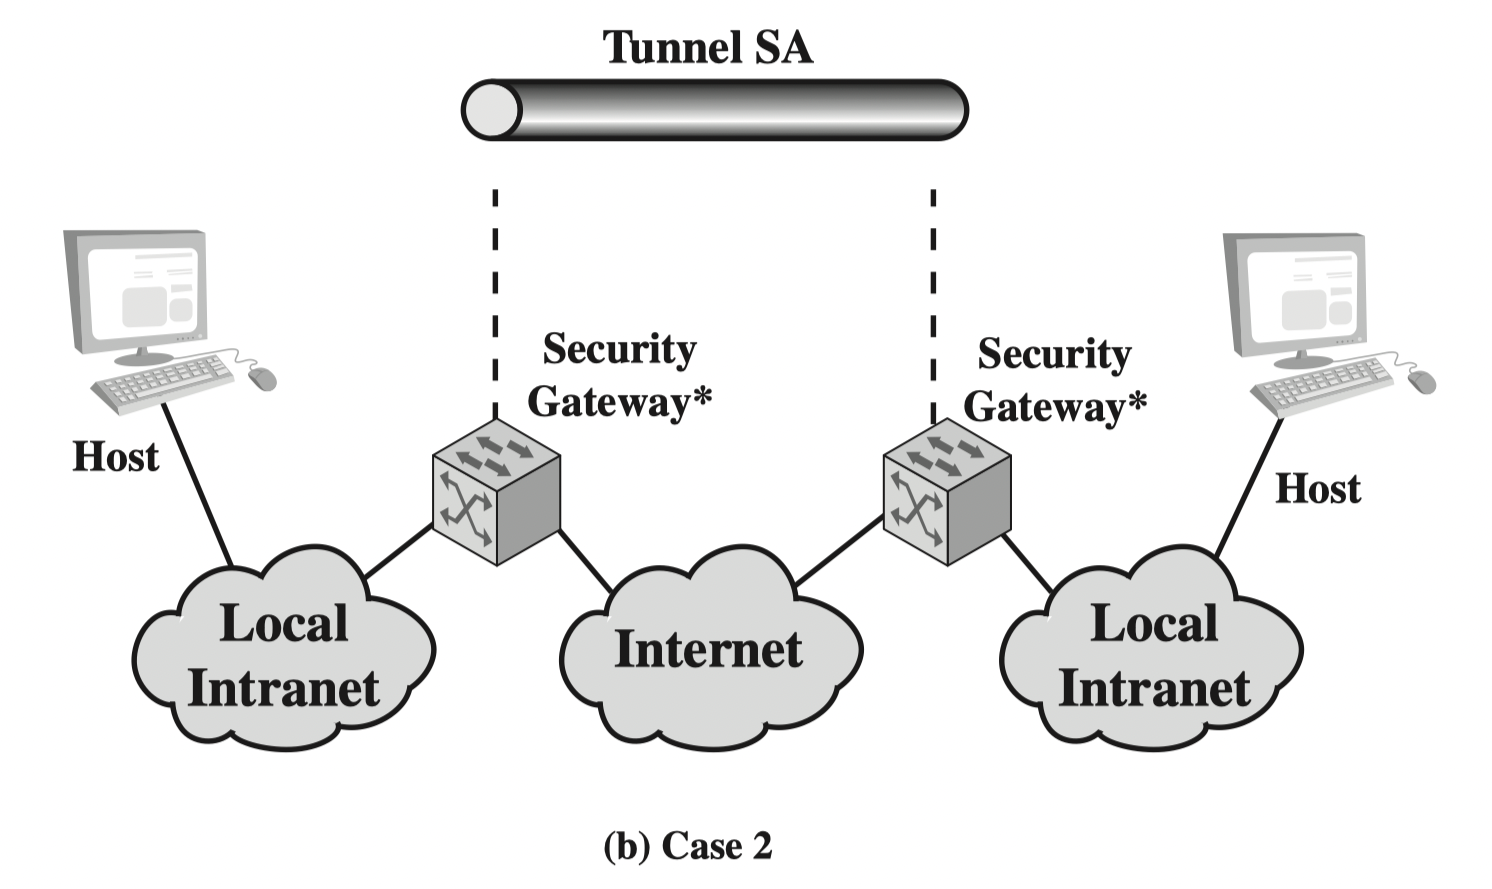 Tunnel SA
Security
Gateway*
Security
Gateway*
Host
Host
Local
Intranet
Internet
Local
Intranet
(b) Case 2